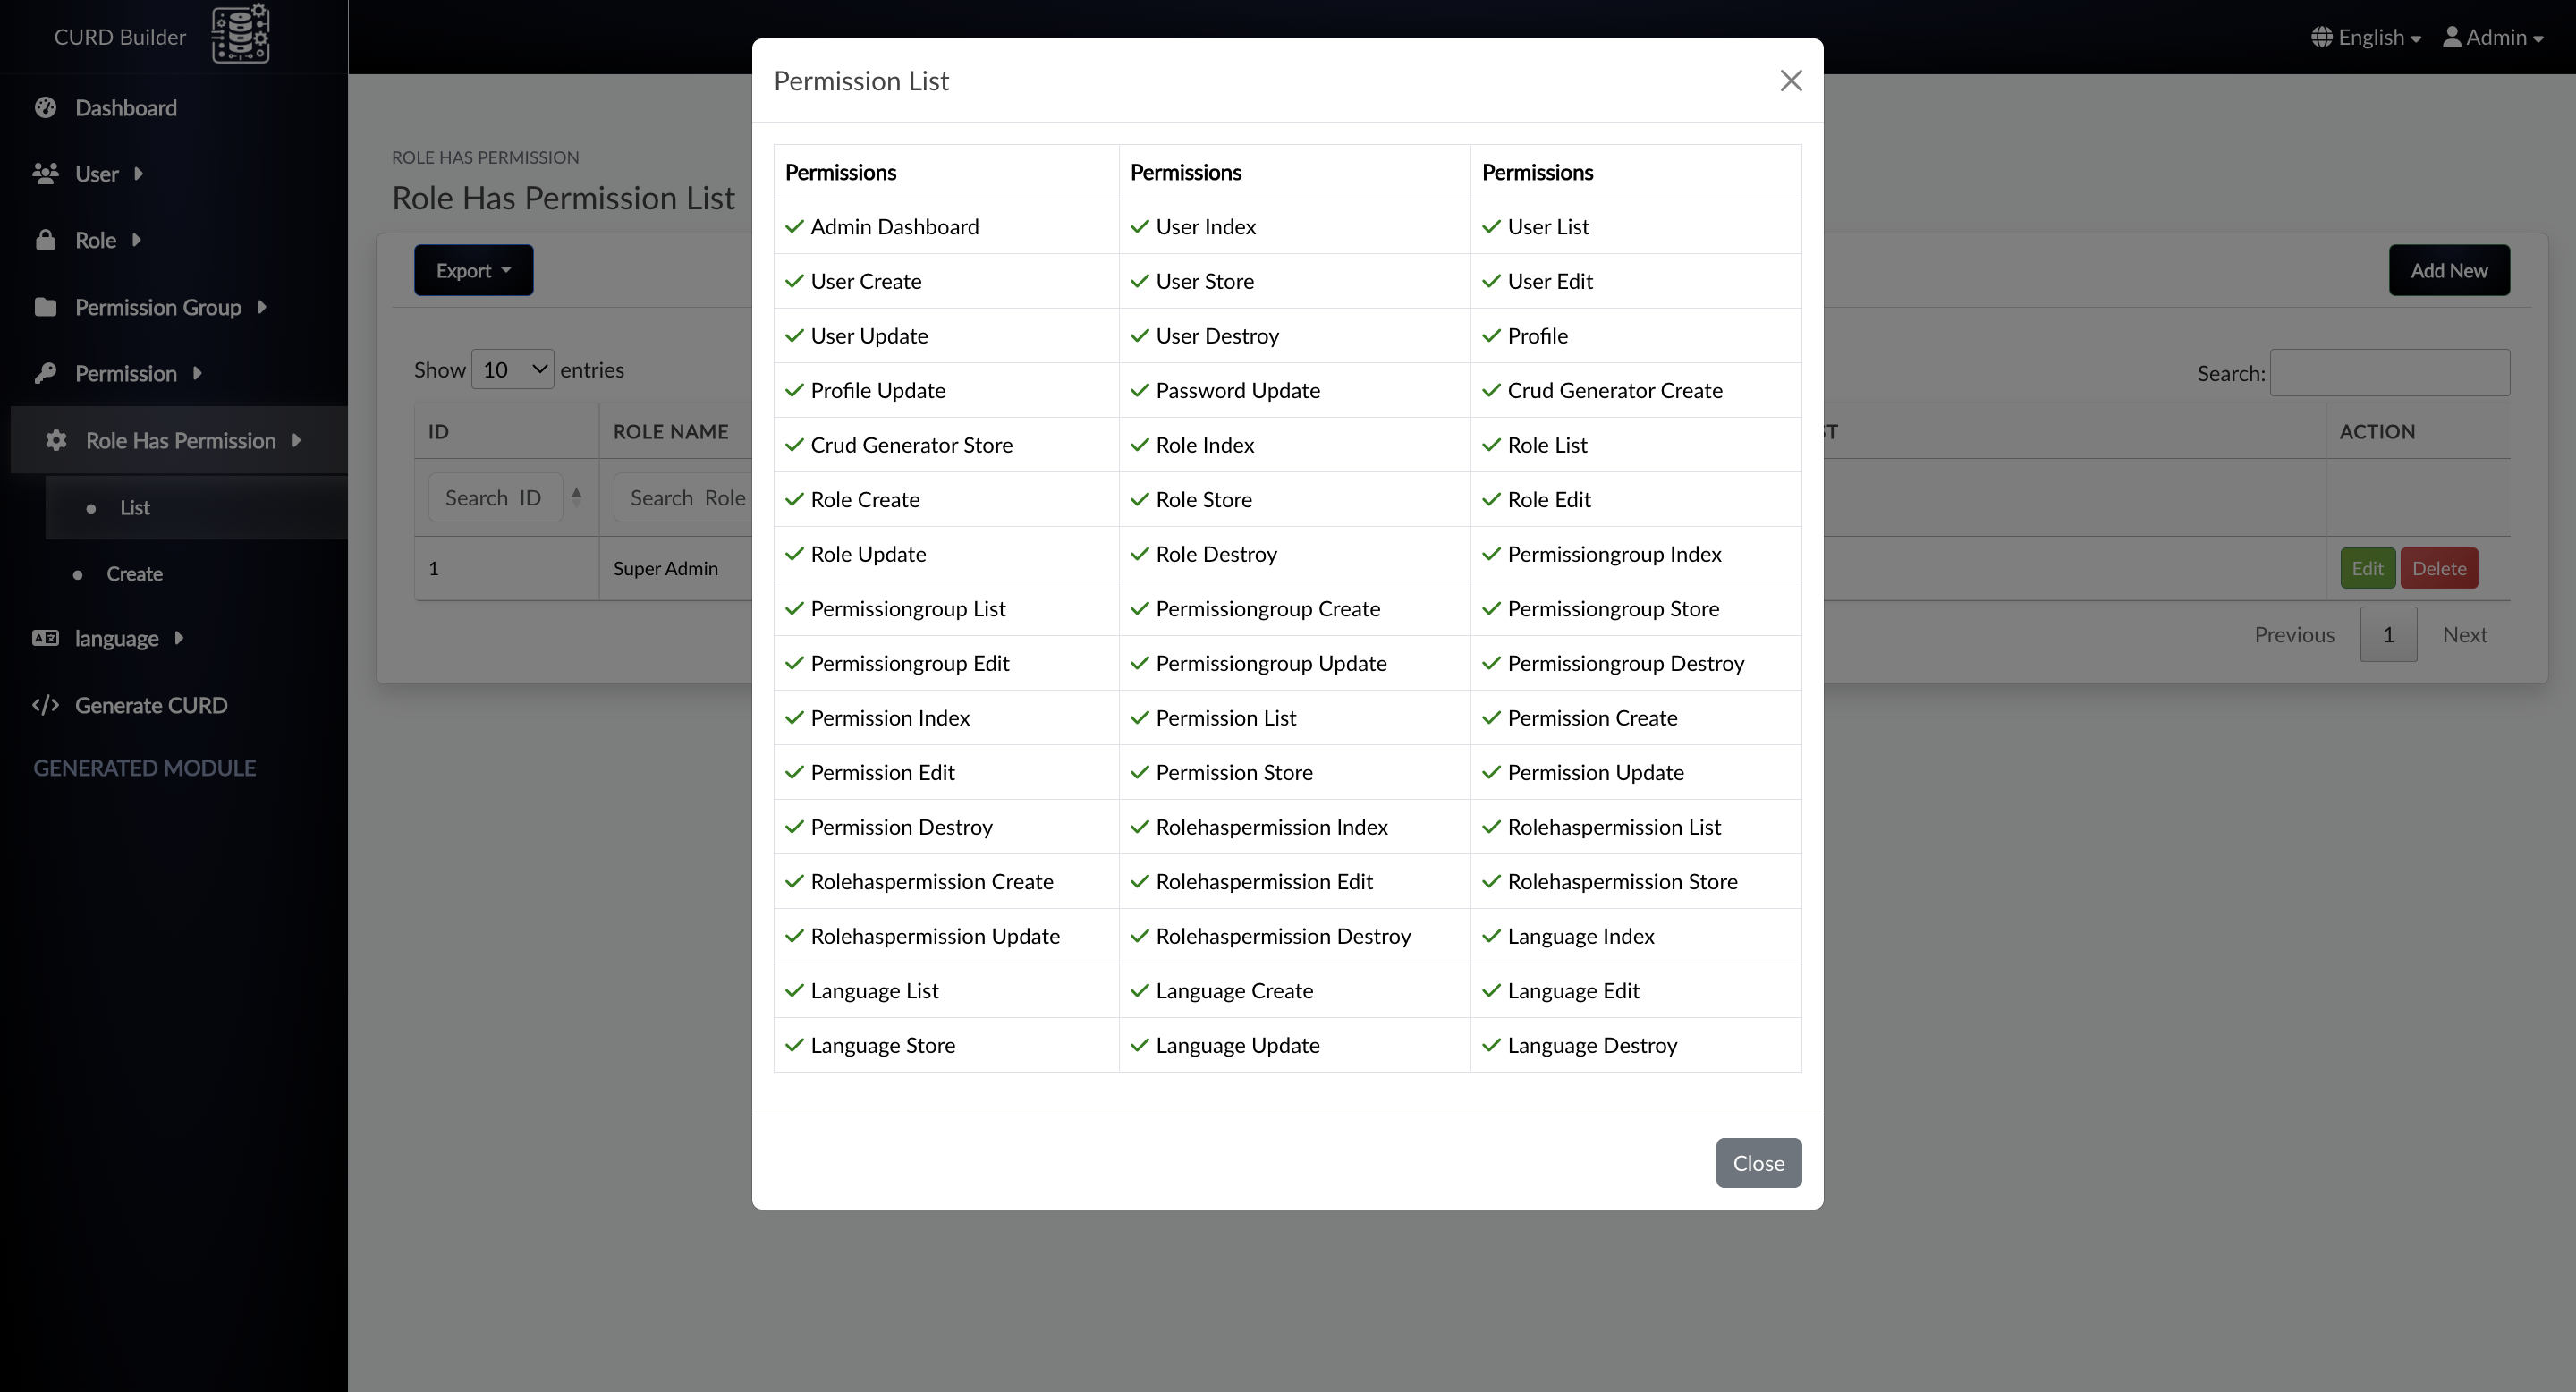 CURD Builder
English
Admin
Dashboard
User
Role
Permission Group
Permission
Role Has Permission
List
Create
language
Generate CURD
GENERATED MODULE
ROLE HAS PERMISSION
Role Has Permission List
Export
Add New
Show 10 entries
Search:
ID ROLE NAME ACTION
Search ID Search Role
1 Super Admin Edit Delete
Previous 1 Next
Permission List
Permissions Permissions Permissions
Admin Dashboard User Index User List
User Create User Store User Edit
User Update User Destroy Profile
Profile Update Password Update Crud Generator Create
Crud Generator Store Role Index Role List
Role Create Role Store Role Edit
Role Update Role Destroy Permissiongroup Index
Permissiongroup List Permissiongroup Create Permissiongroup Store
Permissiongroup Edit Permissiongroup Update Permissiongroup Destroy
Permission Index Permission List Permission Create
Permission Edit Permission Store Permission Update
Permission Destroy Rolehaspermission Index Rolehaspermission List
Rolehaspermission Create Rolehaspermission Edit Rolehaspermission Store
Rolehaspermission Update Rolehaspermission Destroy Language Index
Language List Language Create Language Edit
Language Store Language Update Language Destroy
Close